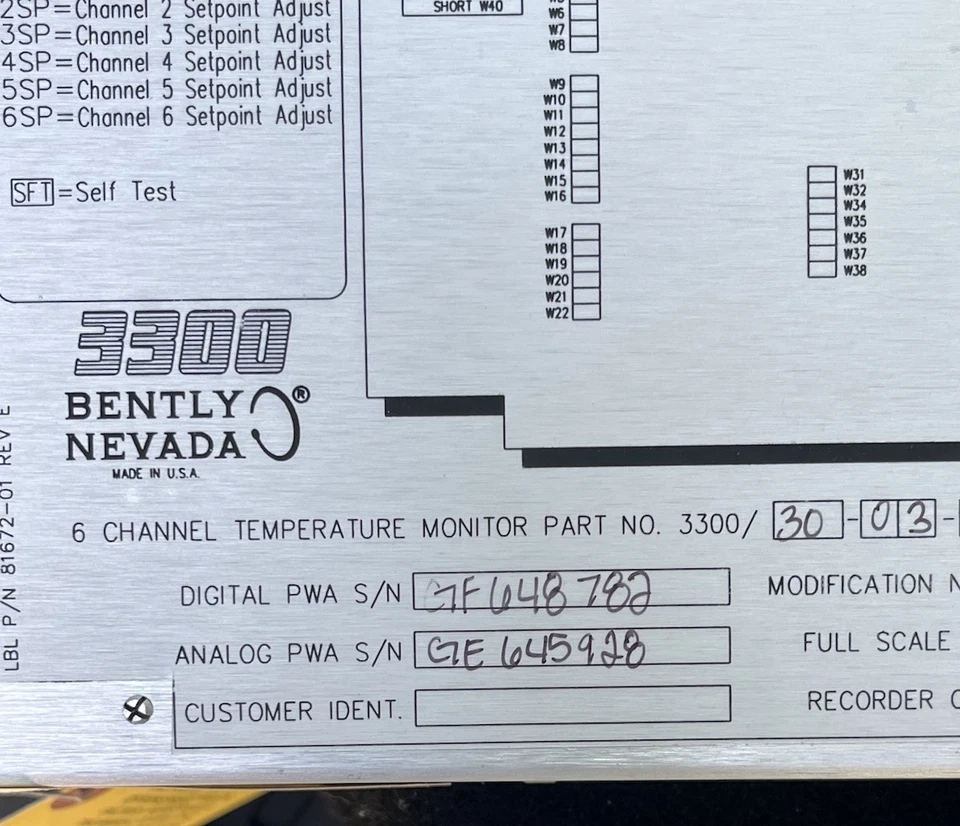 2SP=Channel 2 Setpoint Adjust
3SP=Channel 3 Setpoint Adjust
4SP=Channel 4 Setpoint Adjust
5SP=Channel 5 Setpoint Adjust
6SP=Channel 6 Setpoint Adjust
SFT=Self Test
SHORT W40
W6
W7
W8
W9
W10
W11
W12
W13
W14
W15
W16
W17
W18
W19
W20
W21
W22
W31
W32
W34
W35
W36
W37
W38
3300
BENTLY
NEVADA ®
MADE IN U.S.A.
LBL P/N 81672-01 REV E
6 CHANNEL TEMPERATURE MONITOR PART NO. 3300/ 30-03-
DIGITAL PWA S/N GF648782 MODIFICATION N
ANALOG PWA S/N GE645928 FULL SCALE
CUSTOMER IDENT. RECORDER